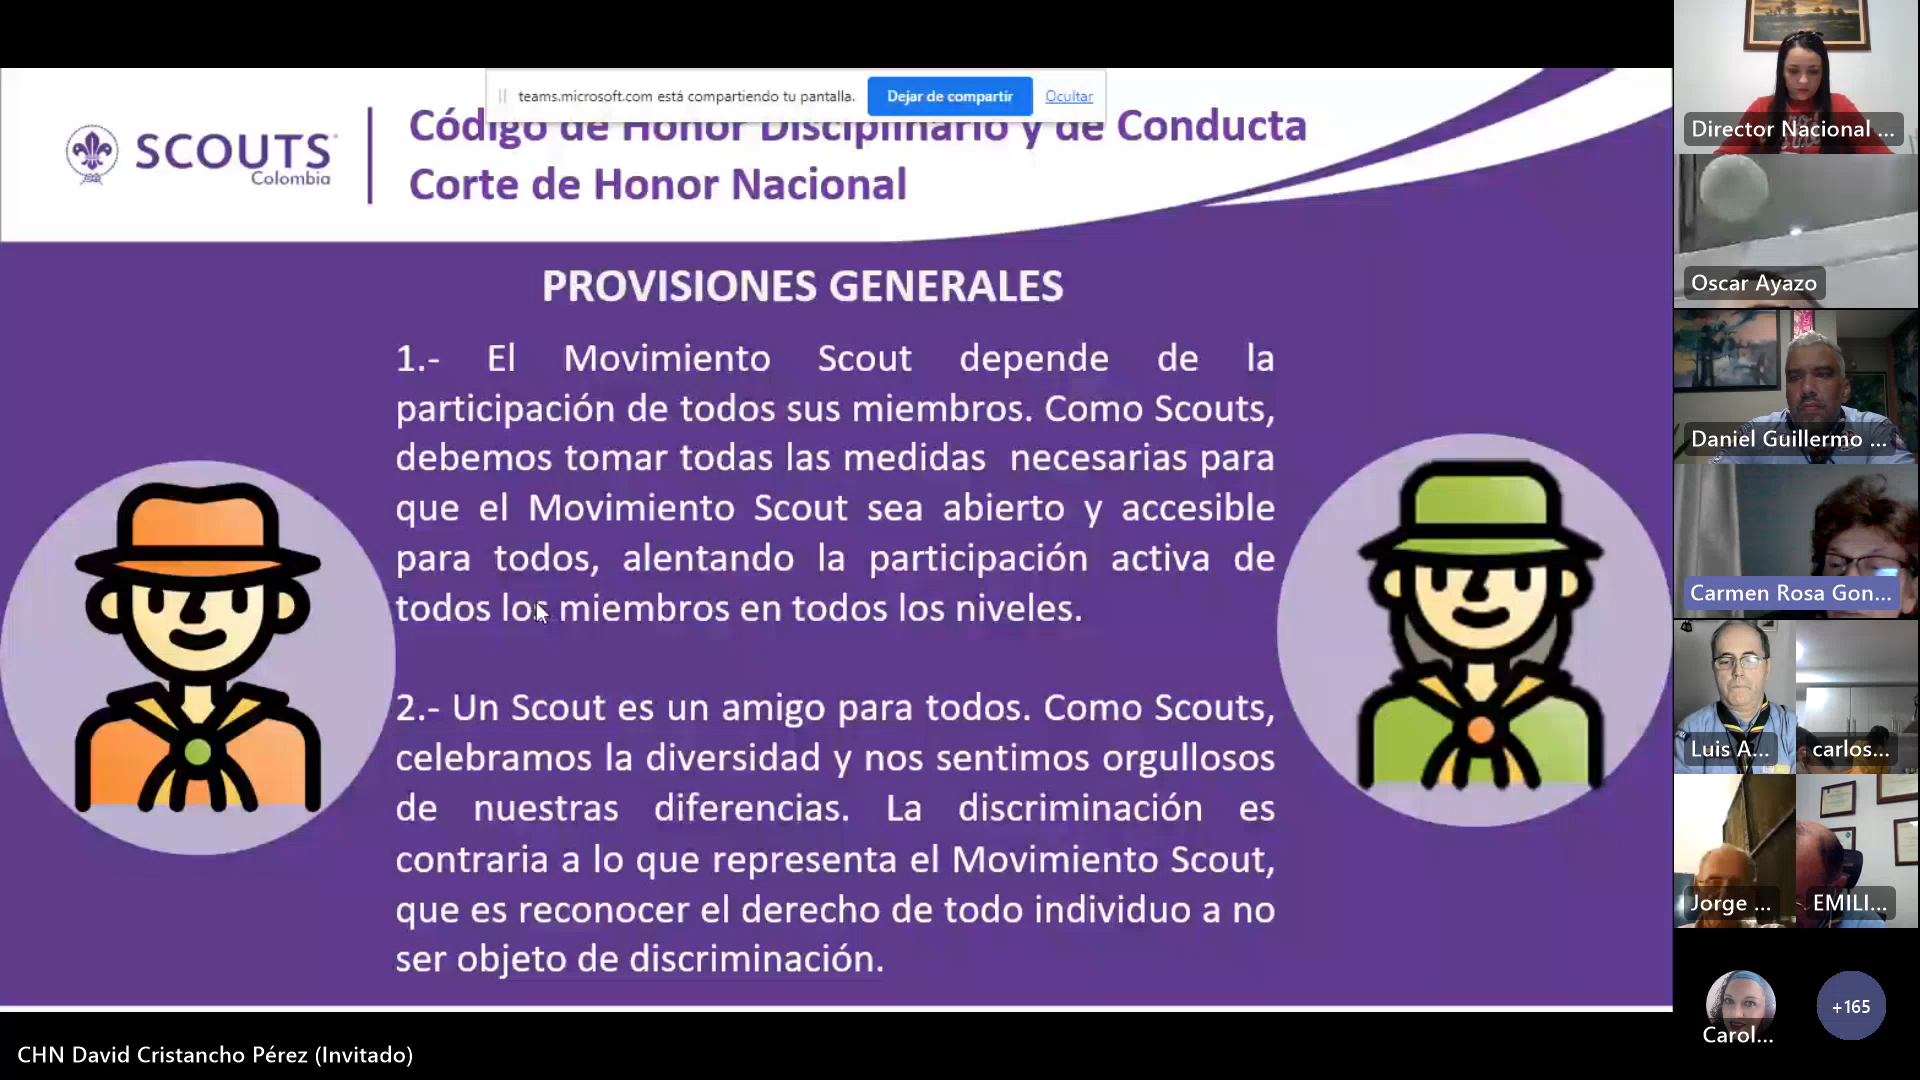 teams.microsoft.com está compartiendo tu pantalla.
Dejar de compartir
Ocultar
SCOUTS
Colombia
Código de Honor Disciplinario y de Conducta
Corte de Honor Nacional
PROVISIONES GENERALES
1.- El Movimiento Scout depende de la
participación de todos sus miembros. Como Scouts,
debemos tomar todas las medidas necesarias para
que el Movimiento Scout sea abierto y accesible
para todos, alentando la participación activa de
todos los miembros en todos los niveles.
2.- Un Scout es un amigo para todos. Como Scouts,
celebramos la diversidad y nos sentimos orgullosos
de nuestras diferencias. La discriminación es
contraria a lo que representa el Movimiento Scout,
que es reconocer el derecho de todo individuo a no
ser objeto de discriminación.
CHN David Cristancho Pérez (Invitado)
Director Nacional ...
Oscar Ayazo
Daniel Guillermo ...
Carmen Rosa Gon...
Luis A...
carlos...
Jorge ...
EMILI...
Carol...
+165